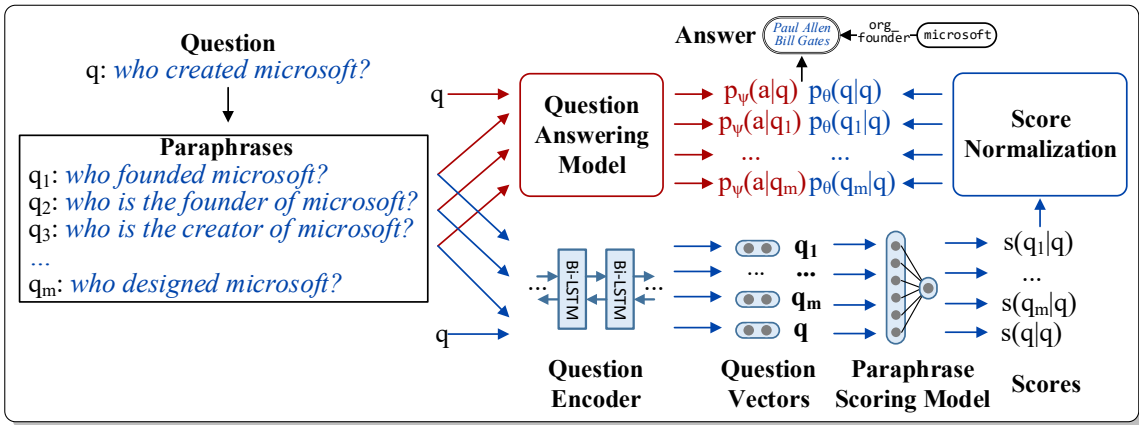 Question
q: who created microsoft?
Paraphrases
q1: who founded microsoft?
q2: who is the founder of microsoft?
q3: who is the creator of microsoft?
...
qm: who designed microsoft?
q
q
Question
Answering
Model
Answer
Paul Allen
Bill Gates
org_
founder
microsoft
pψ(a|q) pθ(q|q)
pψ(a|q1) pθ(q1|q)
... ...
pψ(a|qm) pθ(qm|q)
Score
Normalization
...
Bi-LSTM
Bi-LSTM
...
q1
... ...
qm
q
s(q1|q)
...
s(qm|q)
s(q|q)
Question
Encoder
Question
Vectors
Paraphrase
Scoring Model
Scores